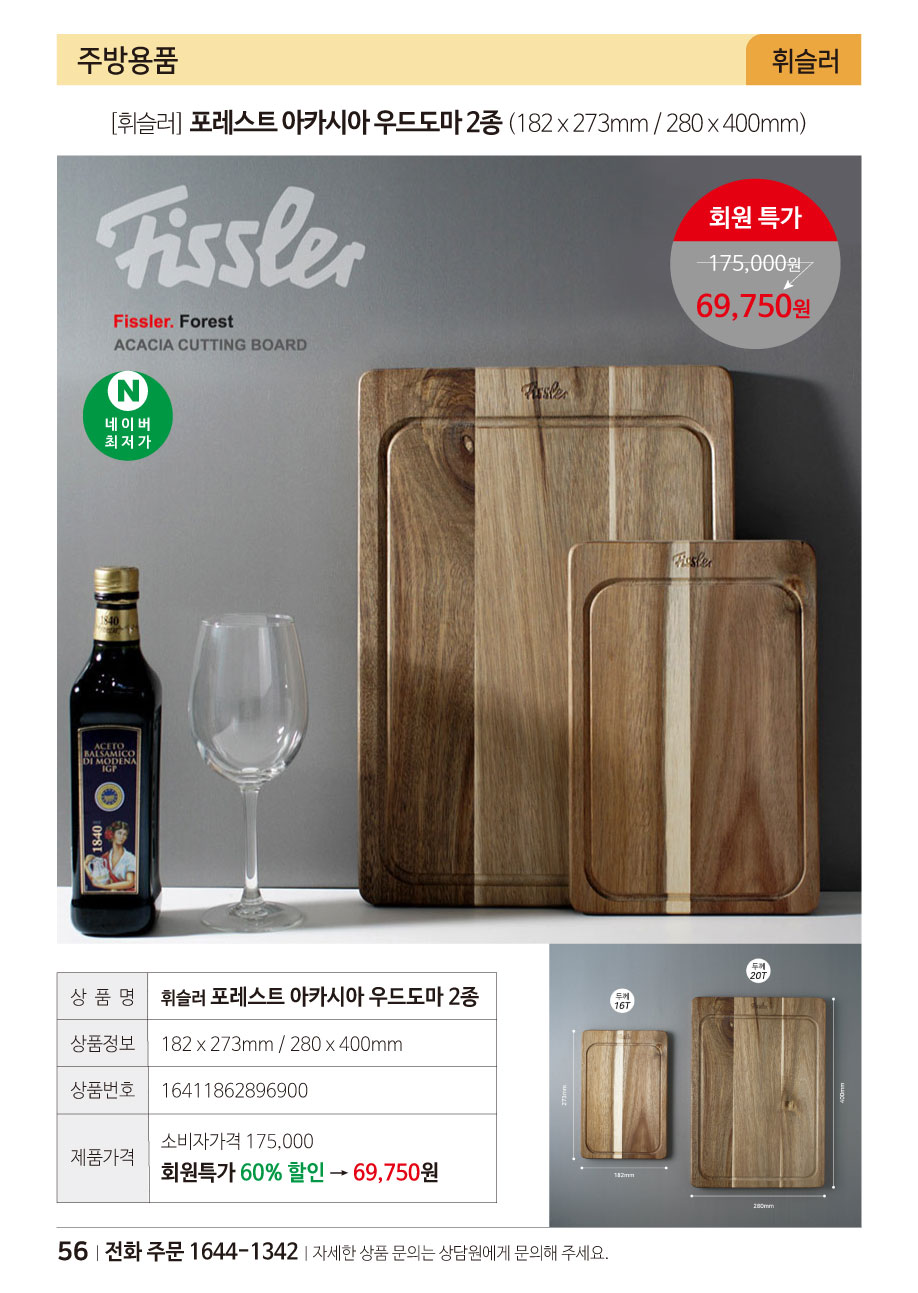 주방용품
휘슬러
[휘슬러] 포레스트 아카시아 우드도마 2종 (182 x 273mm / 280 x 400mm)
Fissler
회원 특가
175,000원
69,750원
Fissler. Forest
ACACIA CUTTING BOARD
N
네이버
최저가
Fissler
Fissler
1840
ACETO
BALSAMICO
DI MODENA
IGP
1840
두께
16T
두께
20T
273mm
182mm
400mm
280mm
상 품 명
휘슬러 포레스트 아카시아 우드도마 2종
상품정보
182 x 273mm / 280 x 400mm
상품번호
16411862896900
제품가격
소비자가격 175,000
회원특가 60% 할인 → 69,750원
56 | 전화 주문 1644-1342 | 자세한 상품 문의는 상담원에게 문의해 주세요.